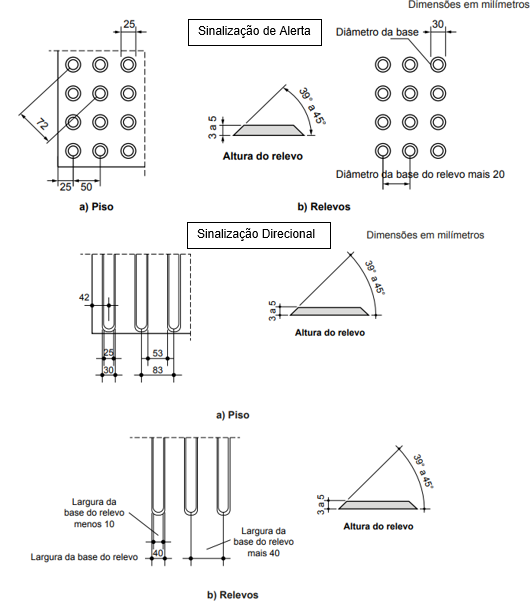 Dimensões em milímetros
Sinalização de Alerta
25
72
25
50
a) Piso
3 a 5
39° a 45°
Altura do relevo
Diâmetro da base
30
Diâmetro da base do relevo mais 20
b) Relevos
Sinalização Direcional
Dimensões em milímetros
42
25
53
30
83
3 a 5
39° a 45°
Altura do relevo
a) Piso
Largura da
base do relevo
menos 10
Largura da base do relevo
40
Largura da
base do relevo
mais 40
3 a 5
39° a 45°
Altura do relevo
b) Relevos